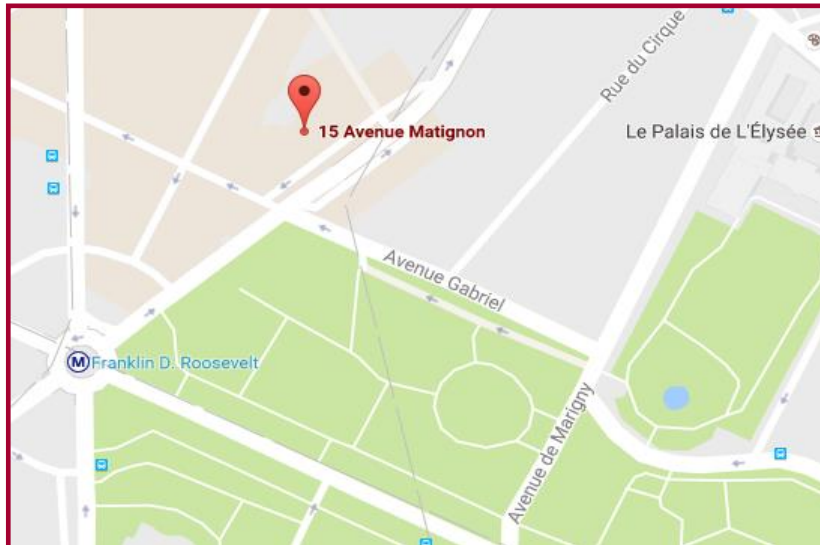 Rue du Cirque
15 Avenue Matignon
Le Palais de L'Élysée
Avenue Gabriel
M Franklin D. Roosevelt
Avenue de Marigny